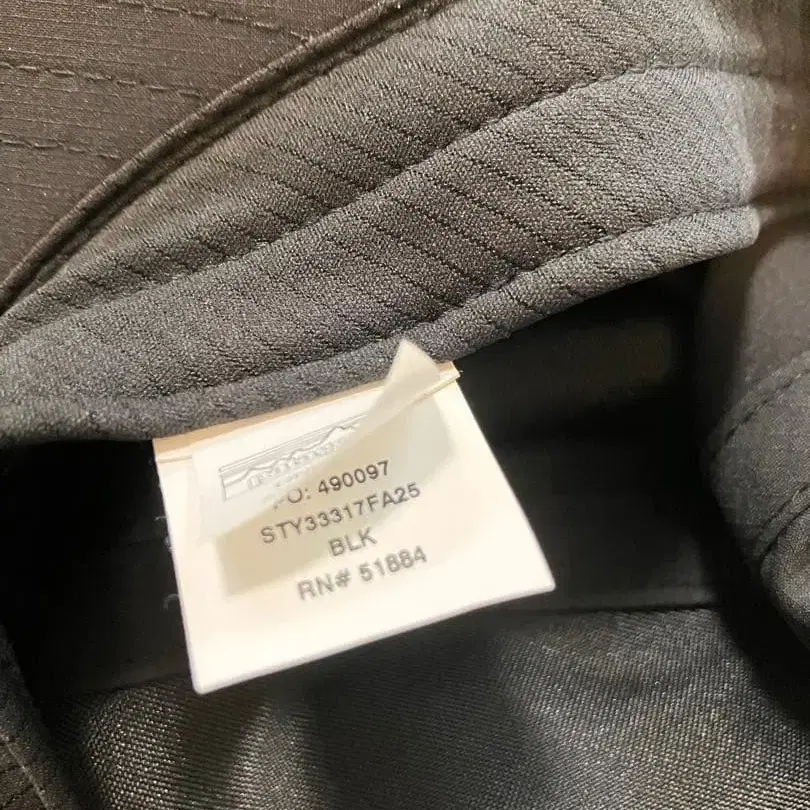 PO: 490097
STY33317FA25
BLK
RN# 51884